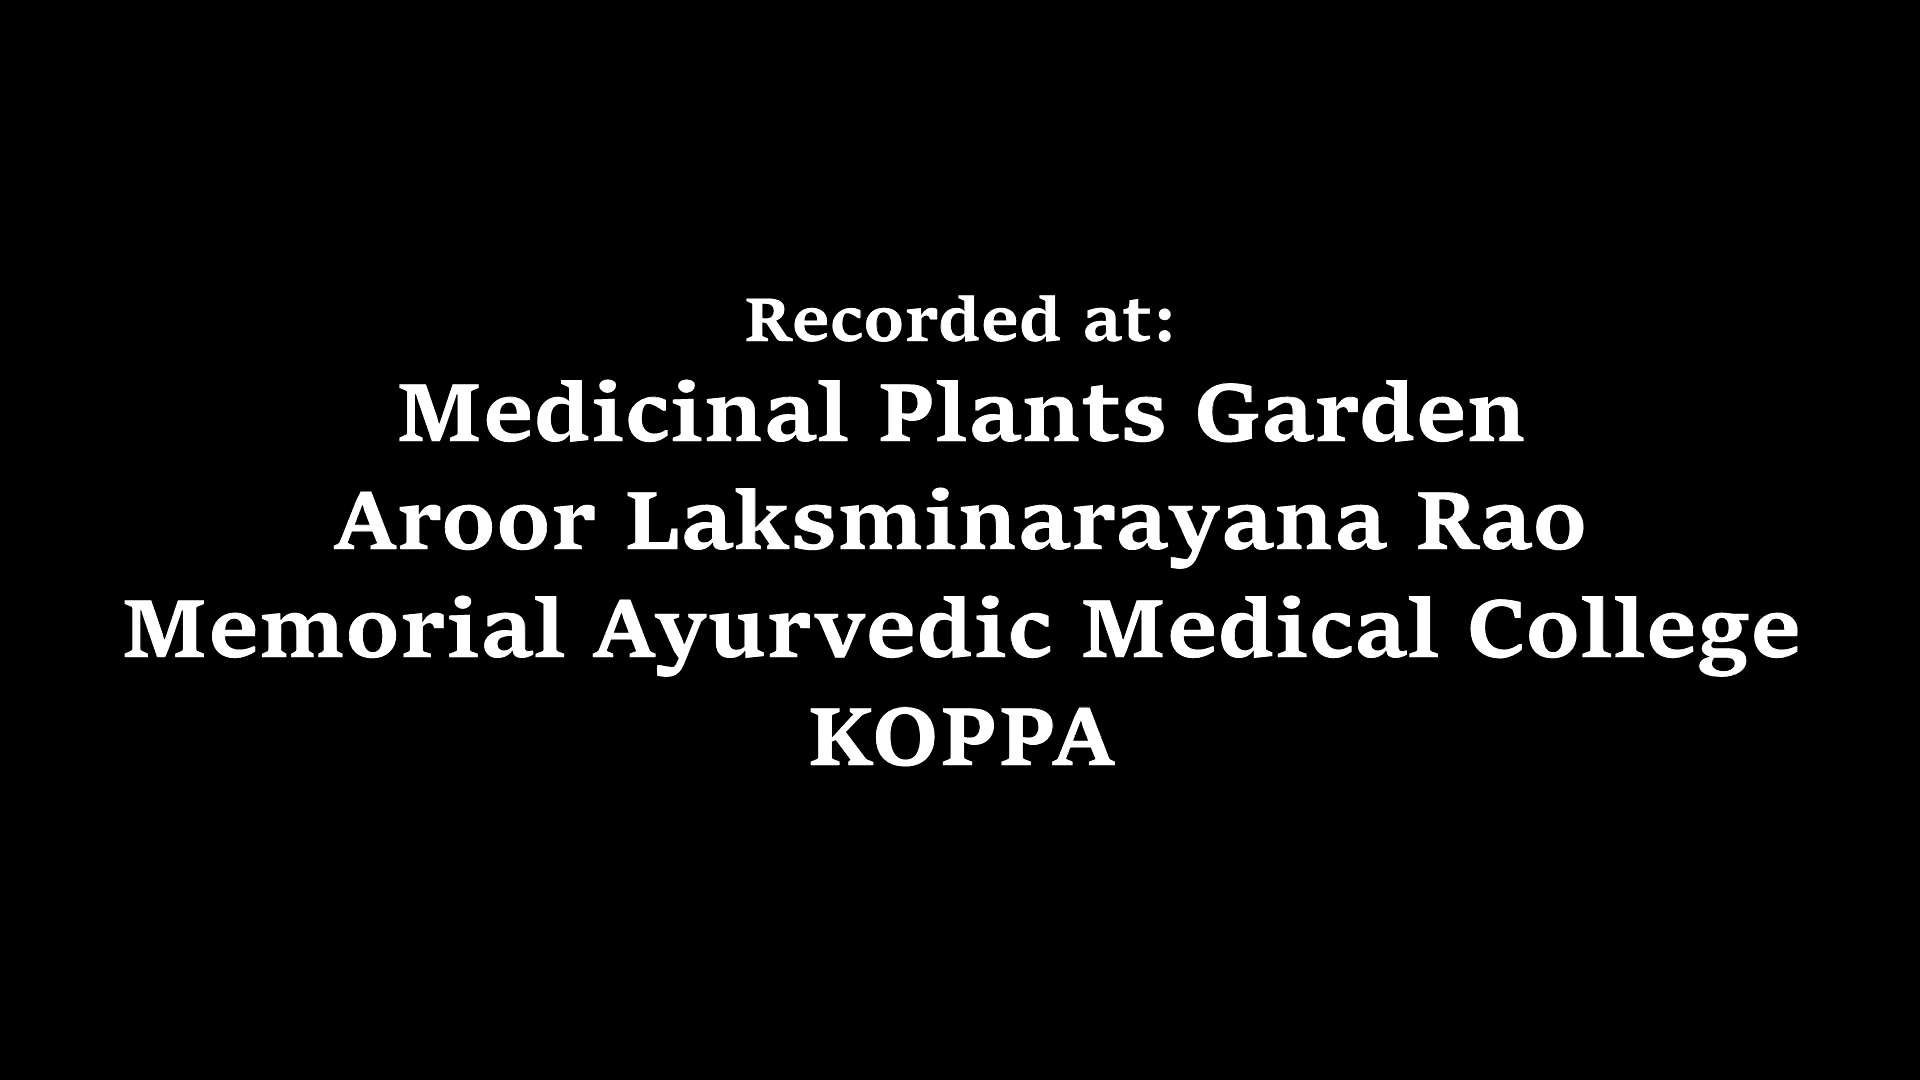 Recorded at:
Medicinal Plants Garden
Aroor Laksminarayana Rao
Memorial Ayurvedic Medical College
KOPPA